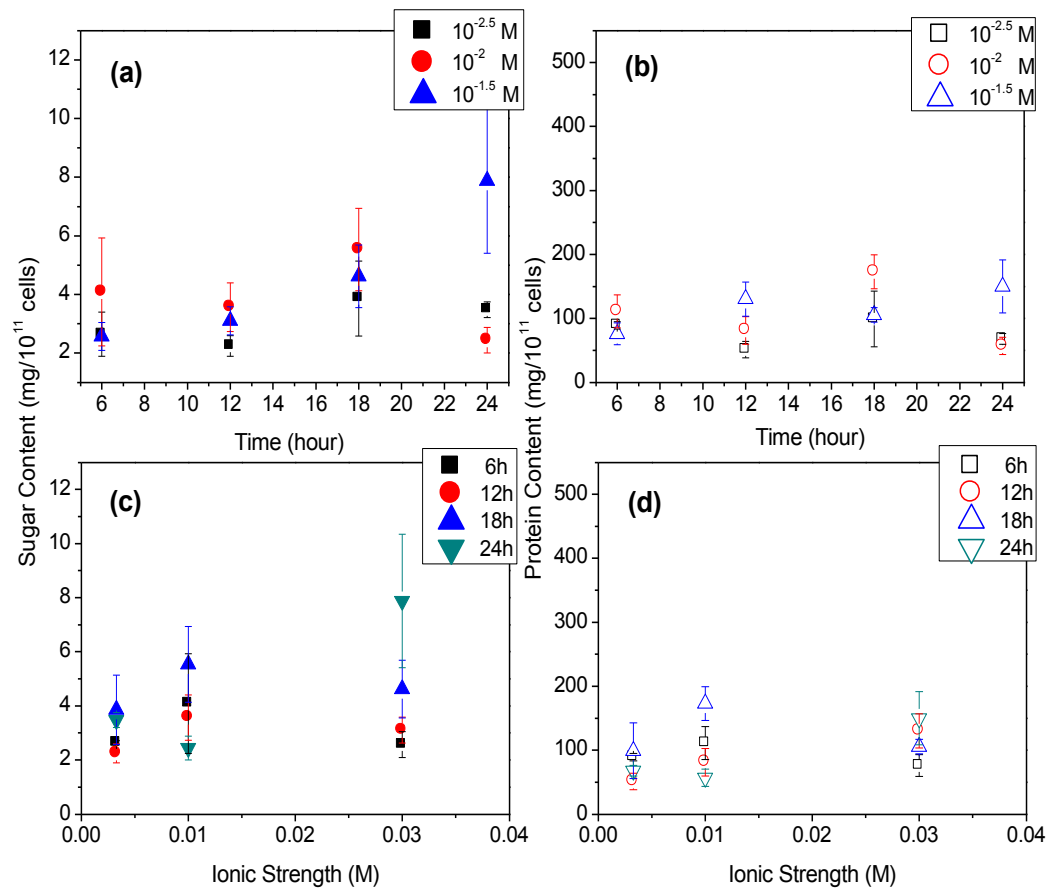 10^-2.5 M
10^-2 M
10^-1.5 M
(a)
12
10
8
6
4
2
6 8 10 12 14 16 18 20 22 24
Time (hour)
10^-2.5 M
10^-2 M
10^-1.5 M
(b)
500
400
300
200
100
0
6 8 10 12 14 16 18 20 22 24
Time (hour)
Sugar Content (mg/10^11 cells)
Protein Content (mg/10^11 cells)
6h
12h
18h
24h
(c)
12
10
8
6
4
2
0
0.00 0.01 0.02 0.03 0.04
Ionic Strength (M)
6h
12h
18h
24h
(d)
500
400
300
200
100
0
0.00 0.01 0.02 0.03 0.04
Ionic Strength (M)